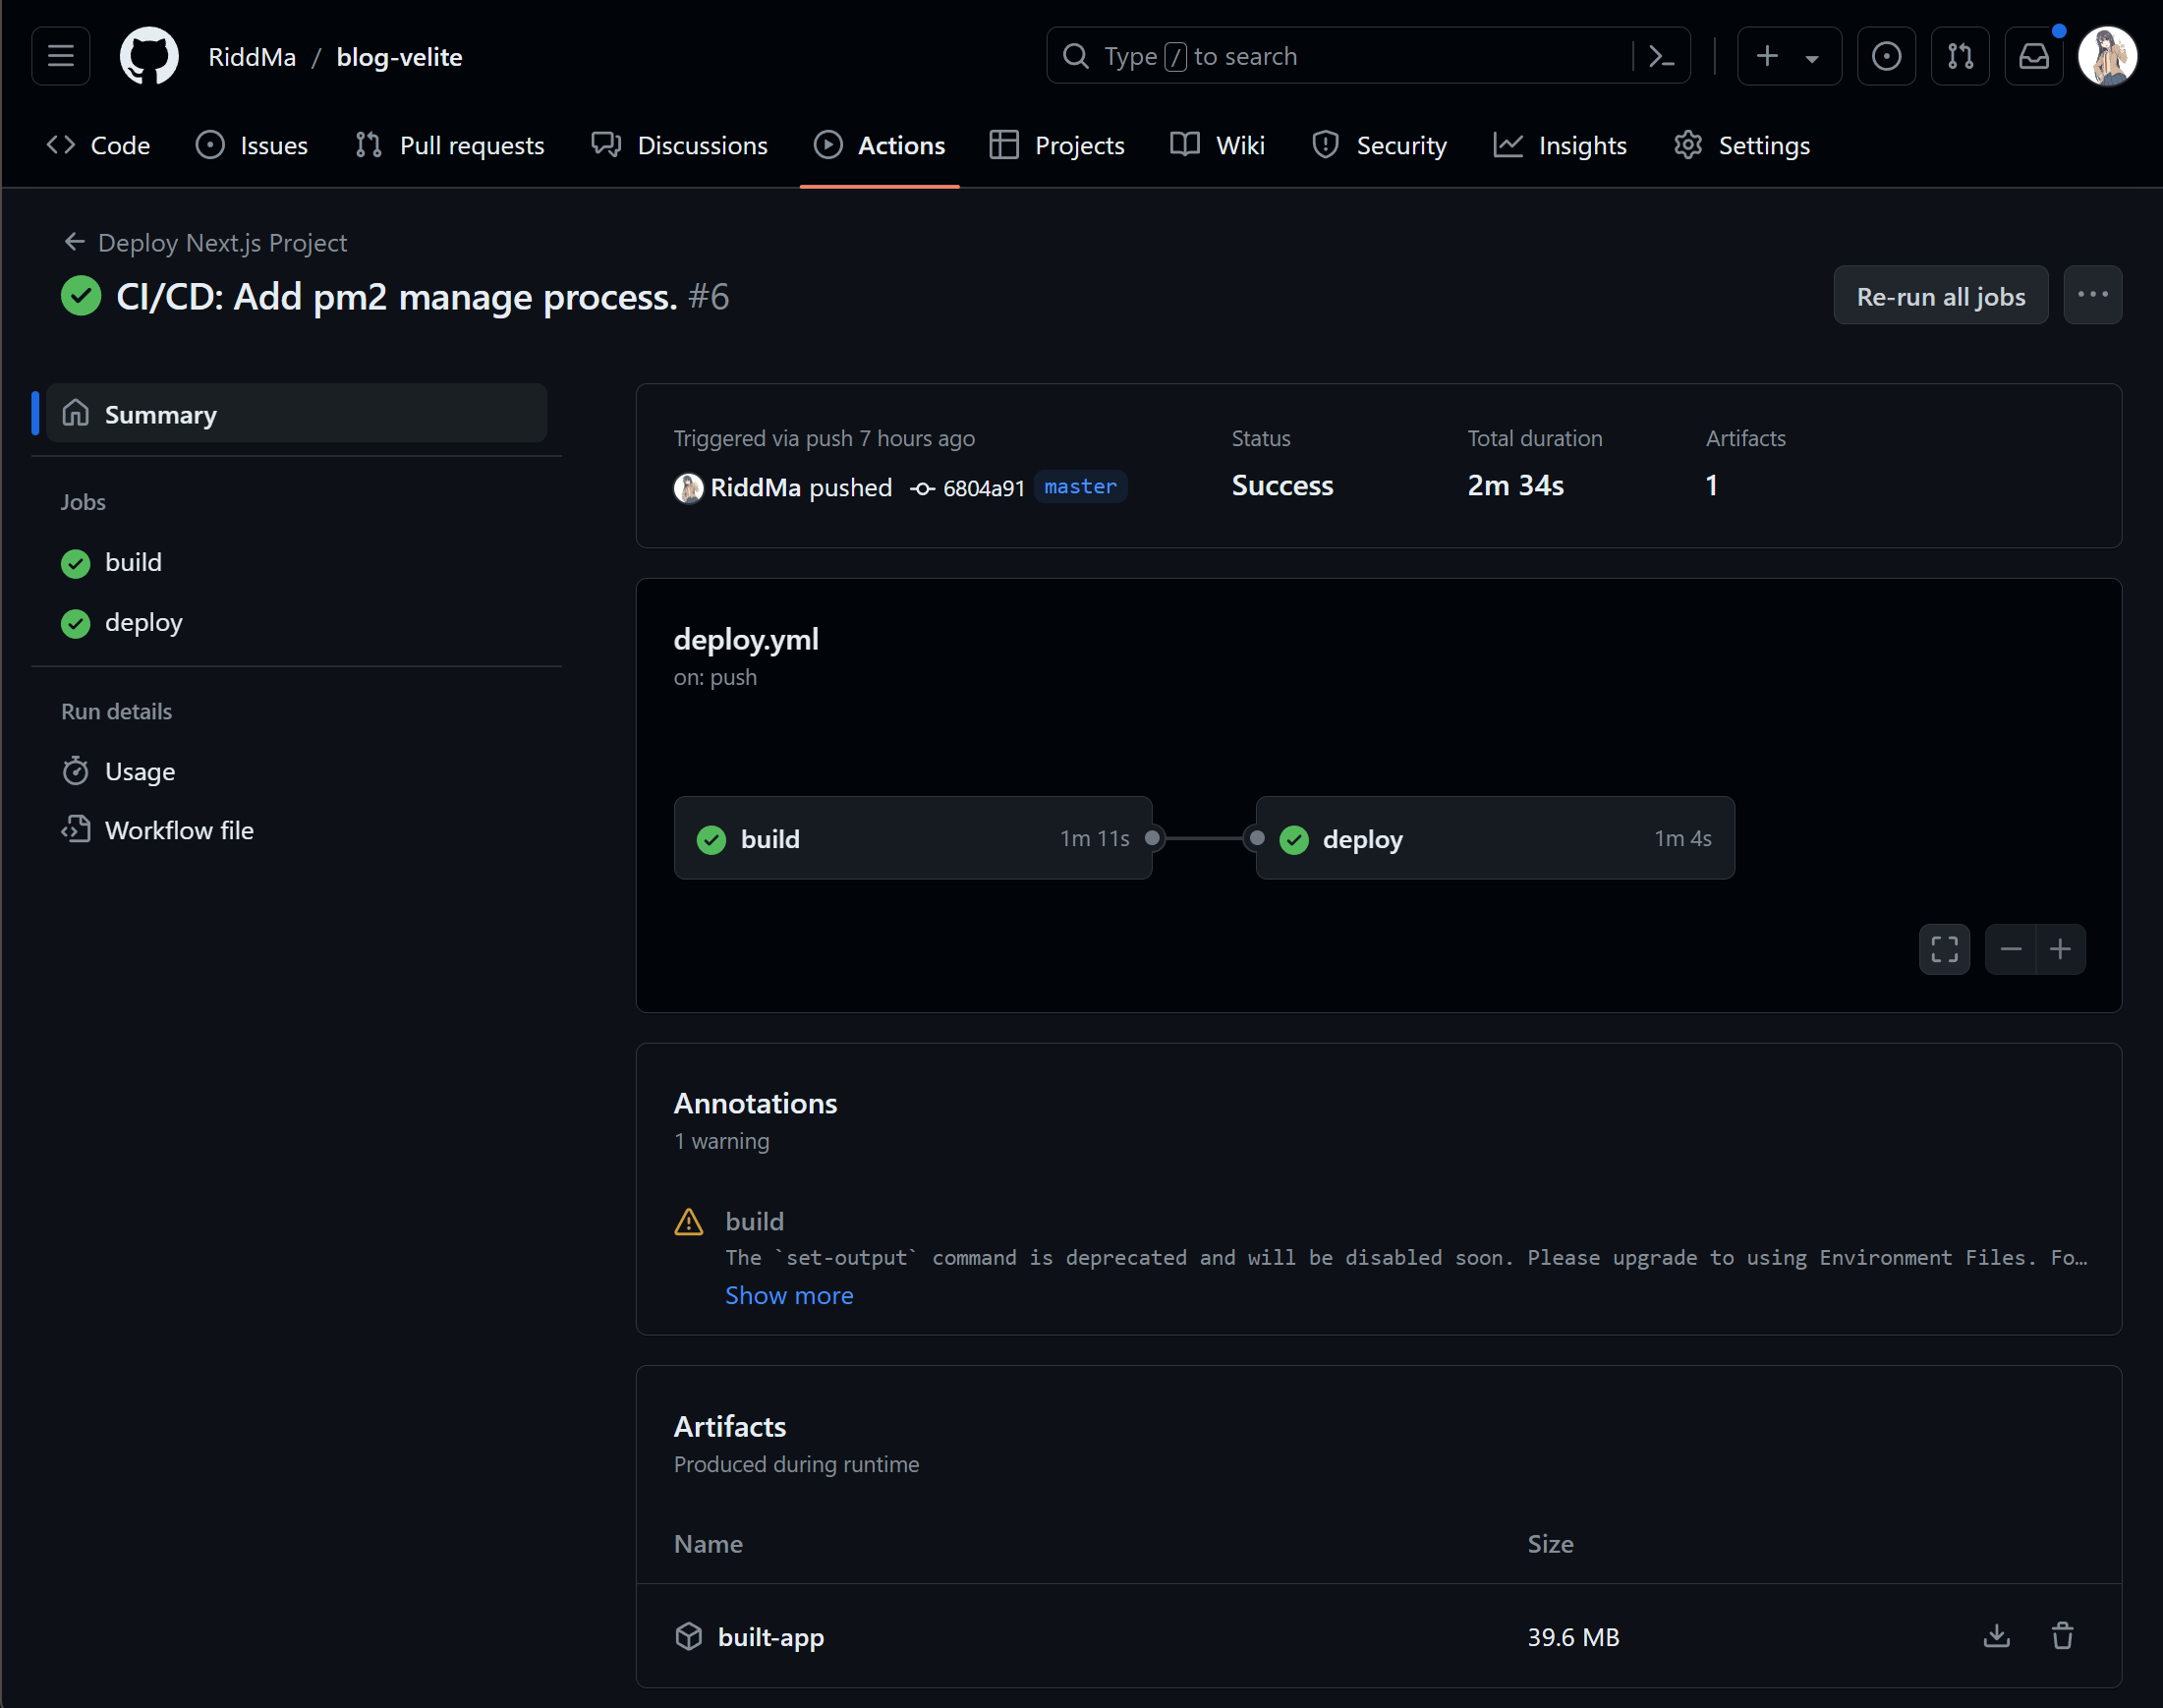 RiddMa / blog-velite
Type / to search
Code
Issues
Pull requests
Discussions
Actions
Projects
Wiki
Security
Insights
Settings
Deploy Next.js Project
CI/CD: Add pm2 manage process. #6
Re-run all jobs
Summary
Jobs
build
deploy
Run details
Usage
Workflow file
Triggered via push 7 hours ago
RiddMa pushed 6804a91 master
Status
Success
Total duration
2m 34s
Artifacts
1
deploy.yml
on: push
build 1m 11s
deploy 1m 4s
Annotations
1 warning
build
The `set-output` command is deprecated and will be disabled soon. Please upgrade to using Environment Files. Fo…
Show more
Artifacts
Produced during runtime
Name Size
built-app 39.6 MB